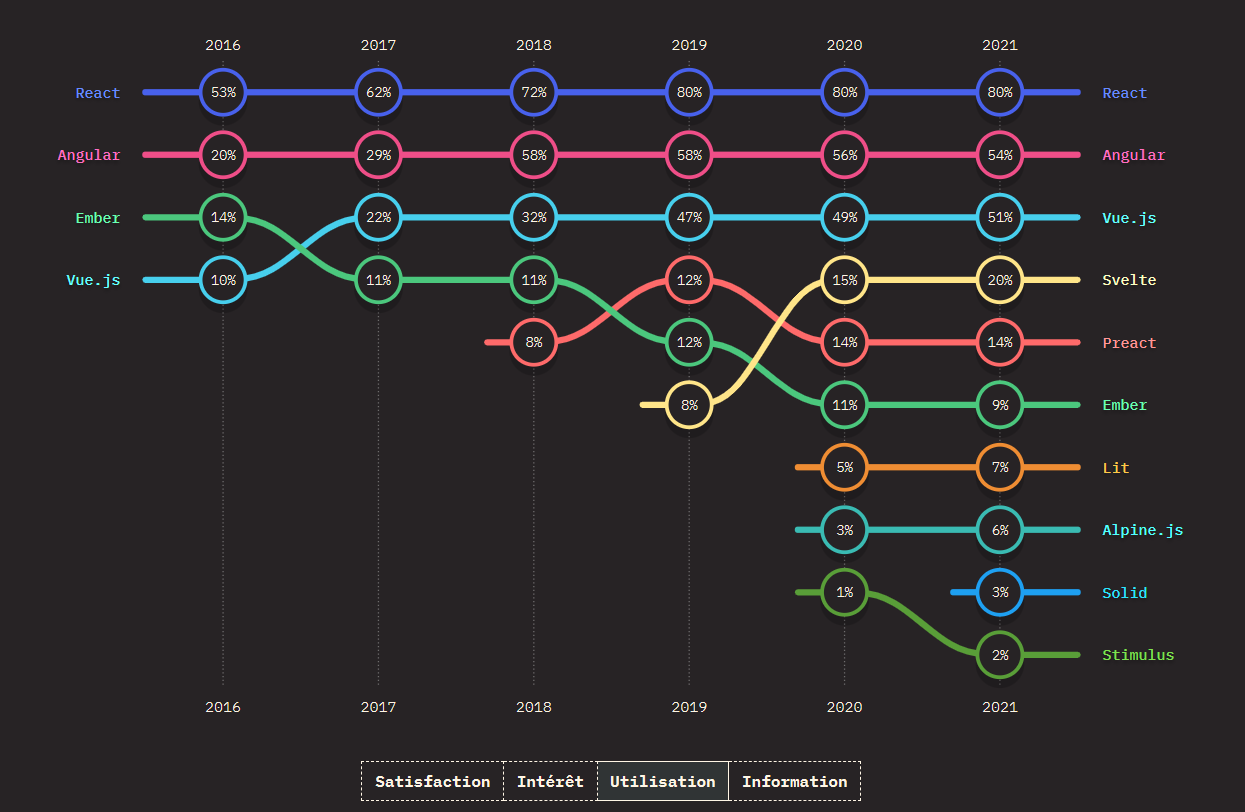 2016 2017 2018 2019 2020 2021
React 53% 62% 72% 80% 80% 80% React
Angular 20% 29% 58% 58% 56% 54% Angular
Ember 14% 22% 32% 47% 49% 51% Vue.js
Vue.js 10% 11% 11% 12% 15% 20% Svelte
8% 12% 14% 14% Preact
8% 11% 9% Ember
5% 7% Lit
3% 6% Alpine.js
1% 3% Solid
2% Stimulus
2016 2017 2018 2019 2020 2021
Satisfaction Intérêt Utilisation Information